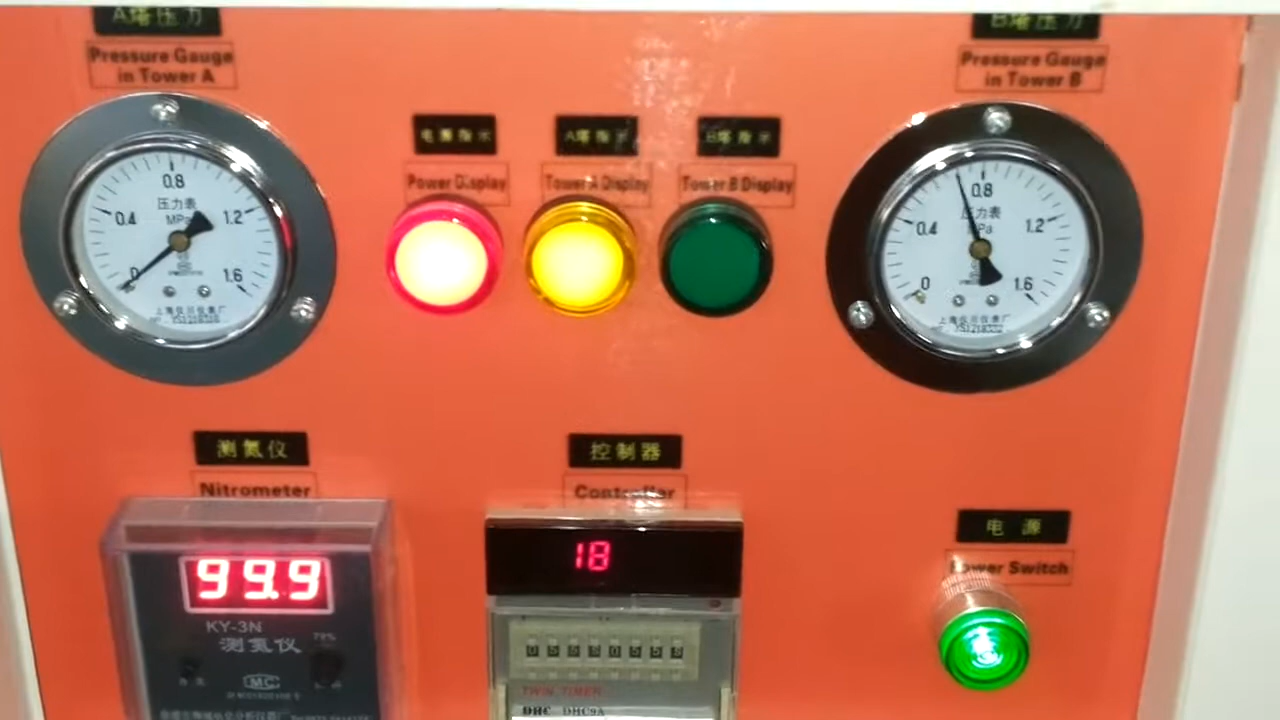 A塔压力
Pressure Gauge
in Tower A
B塔压力
Pressure Gauge
in Tower B
电源指示
A塔指示
B塔指示
Power Display
Tower A Display
Tower B Display
0 0.4 0.8 1.2 1.6
压力表
MPa
0 0.4 0.8 1.2 1.6
压力表
MPa
测氮仪
Nitrometer
控制器
Controller
电 源
Power Switch
99.9
KY-3N
测氮仪
79%
MC
18
TWIN TIMER
DHC DHC9A